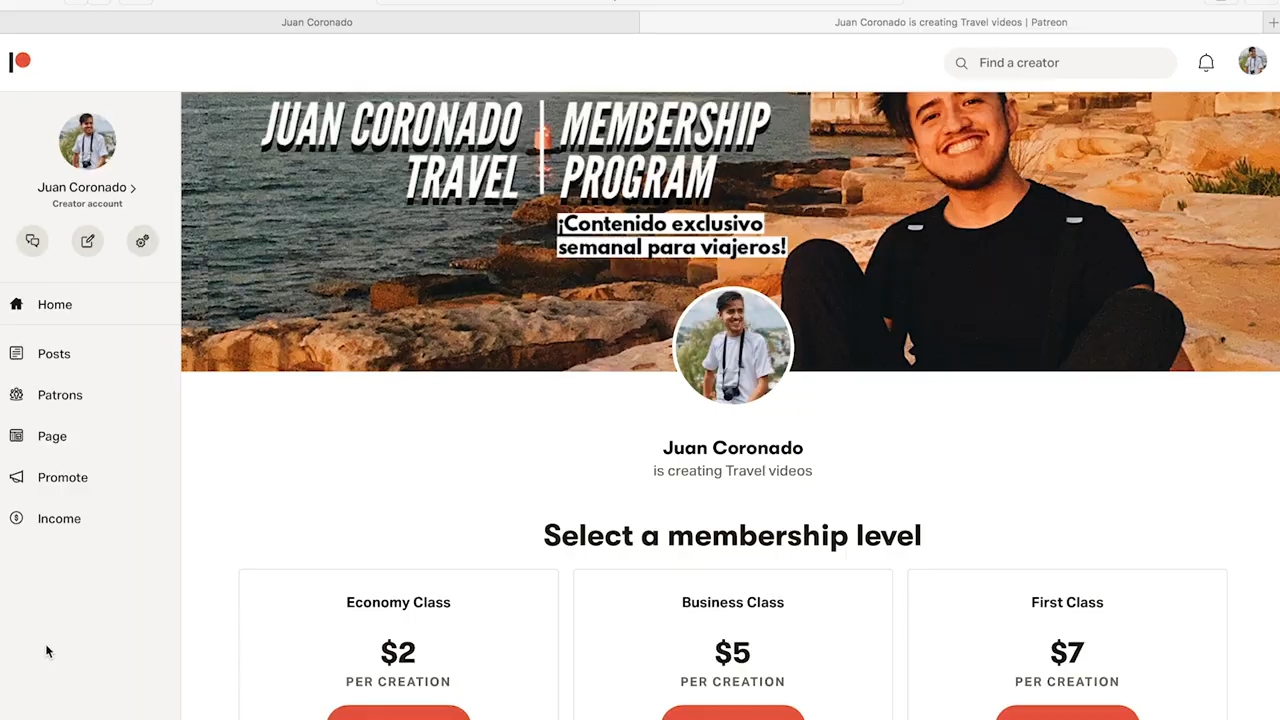 Juan Coronado
Juan Coronado is creating Travel videos | Patreon
Find a creator
Juan Coronado
Creator account
Home
Posts
Patrons
Page
Promote
Income
JUAN CORONADO
TRAVEL
MEMBERSHIP
PROGRAM
¡Contenido exclusivo
semanal para viajeros!
Juan Coronado
is creating Travel videos
Select a membership level
Economy Class
$2
PER CREATION
Business Class
$5
PER CREATION
First Class
$7
PER CREATION